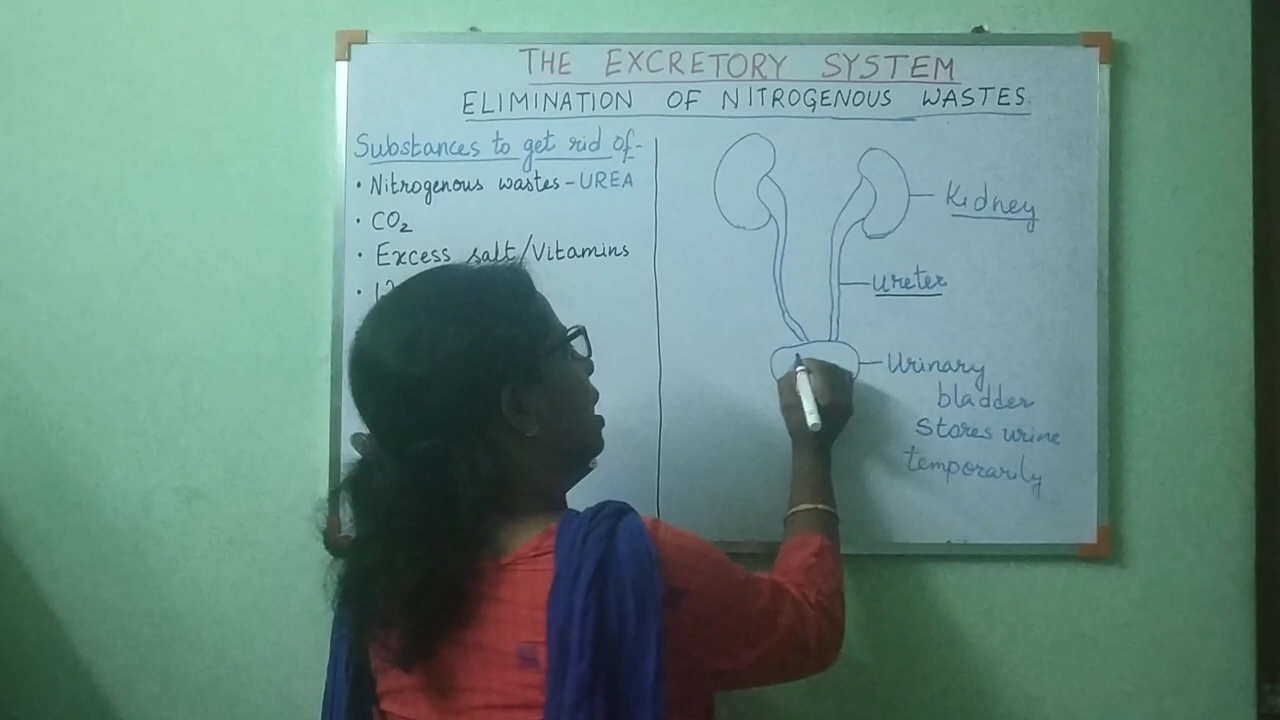 THE EXCRETORY SYSTEM
ELIMINATION OF NITROGENOUS WASTES
Substances to get rid of-
• Nitrogenous wastes - UREA
• CO₂
• Excess salt/Vitamins
Kidney
Ureter
Urinary
bladder
Stores urine
temporarily